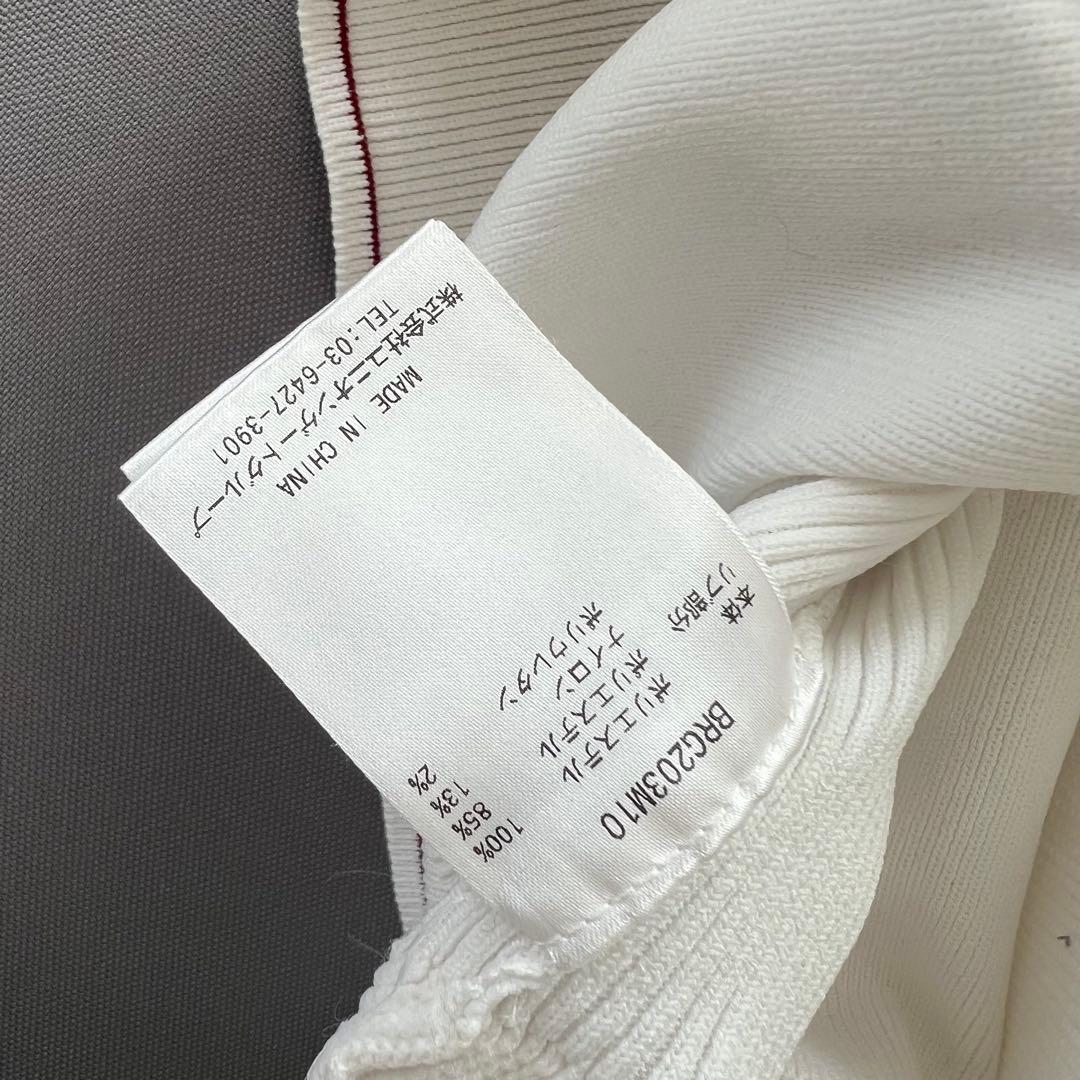 BRG203M10
本体 ポリエステル 100%
リブ部分 ポリエステル 85%
ナイロン 13%
ポリウレタン 2%
MADE IN CHINA
株式会社ユニオンゲートグループ
TEL:03-6427-3901